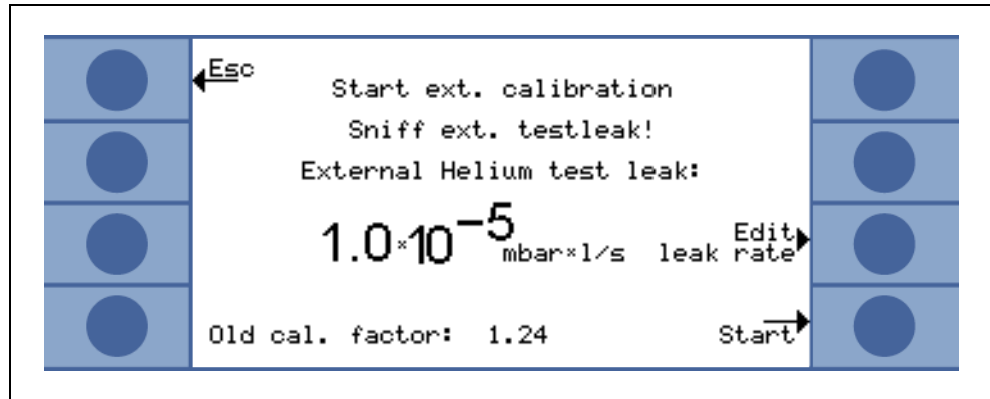 Esc
Start ext. calibration
Sniff ext. testleak!
External Helium test leak:
1.0×10⁻⁵ mbar×l/s
Edit
leak rate
Old cal. factor: 1.24
Start